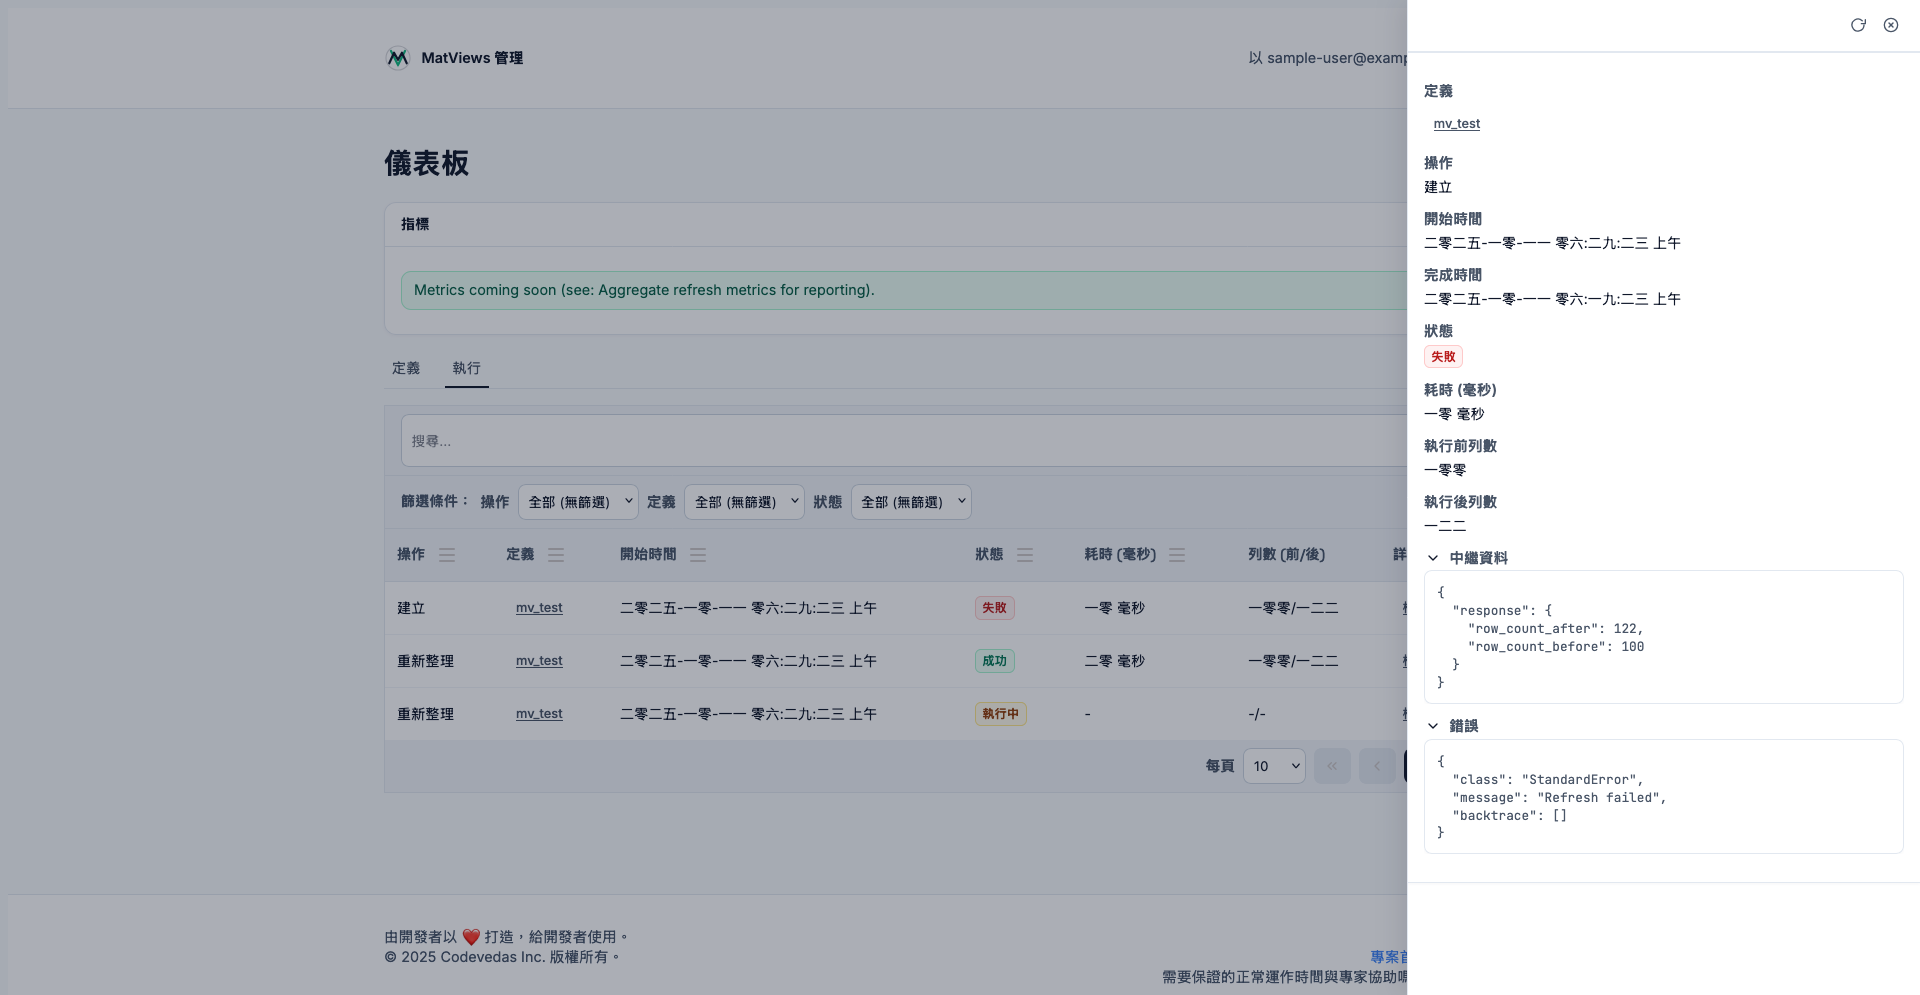 MatViews 管理
以 sample-user@examp
儀表板
指標
Metrics coming soon (see: Aggregate refresh metrics for reporting).
定義 執行
搜尋...
篩選條件： 操作 全部 (無篩選) 定義 全部 (無篩選) 狀態 全部 (無篩選)
操作 定義 開始時間 狀態 耗時 (毫秒) 列數 (前/後) 詳
建立 mv_test 二零二五-一零-一一 零六:二九:二三 上午 失敗 一零 毫秒 一零零/一二二
重新整理 mv_test 二零二五-一零-一一 零六:二九:二三 上午 成功 二零 毫秒 一零零/一二二
重新整理 mv_test 二零二五-一零-一一 零六:二九:二三 上午 執行中 - -/-
每頁 10 « ‹
由開發者以 ❤️ 打造，給開發者使用。
© 2025 Codevedas Inc. 版權所有。
專案首
需要保證的正常運作時間與專家協助嗎
定義
mv_test
操作
建立
開始時間
二零二五-一零-一一 零六:二九:二三 上午
完成時間
二零二五-一零-一一 零六:一九:二三 上午
狀態
失敗
耗時 (毫秒)
一零 毫秒
執行前列數
一零零
執行後列數
一二二
中繼資料
{
"response": {
"row_count_after": 122,
"row_count_before": 100
}
}
錯誤
{
"class": "StandardError",
"message": "Refresh failed",
"backtrace": []
}